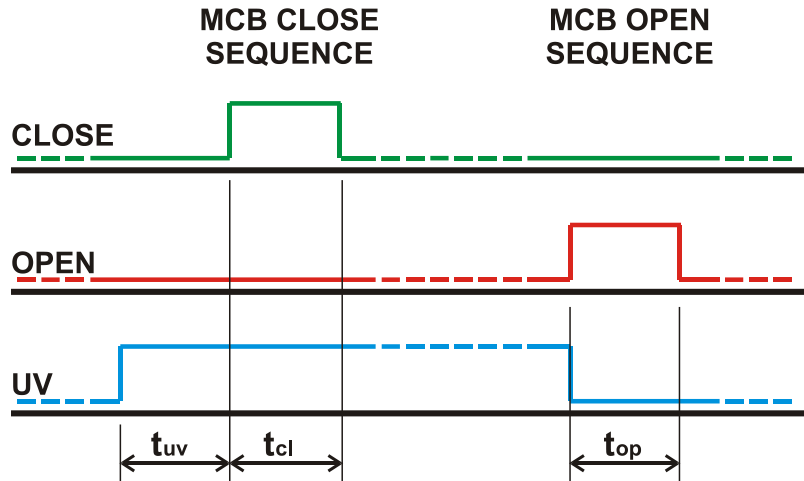 MCB CLOSE
SEQUENCE
MCB OPEN
SEQUENCE
CLOSE
OPEN
UV
tuv
tcl
top